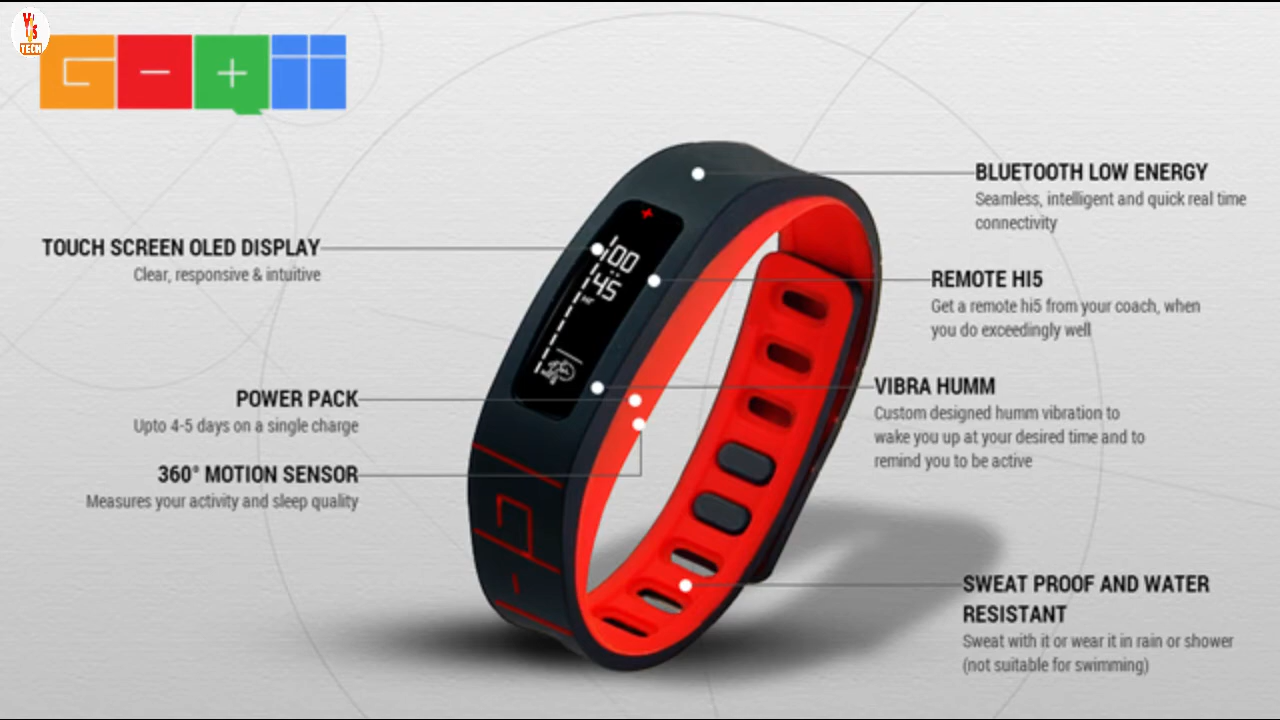 Y's
TECH
GOQii
TOUCH SCREEN OLED DISPLAY
Clear, responsive & intuitive
POWER PACK
Upto 4-5 days on a single charge
360° MOTION SENSOR
Measures your activity and sleep quality
100
45
BLUETOOTH LOW ENERGY
Seamless, intelligent and quick real time
connectivity
REMOTE HI5
Get a remote hi5 from your coach, when
you do exceedingly well
VIBRA HUMM
Custom designed humm vibration to
wake you up at your desired time and to
remind you to be active
SWEAT PROOF AND WATER
RESISTANT
Sweat with it or wear it in rain or shower
(not suitable for swimming)